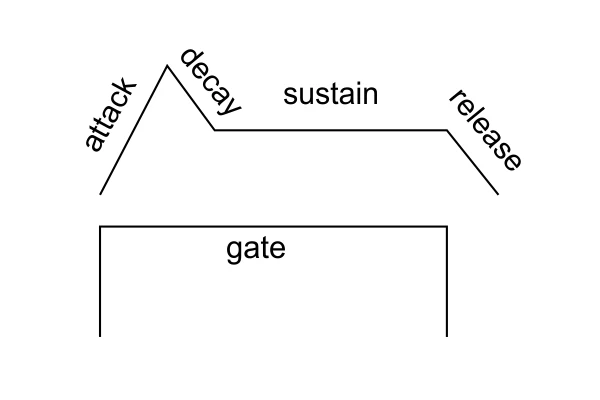 attack
decay
sustain
release
gate